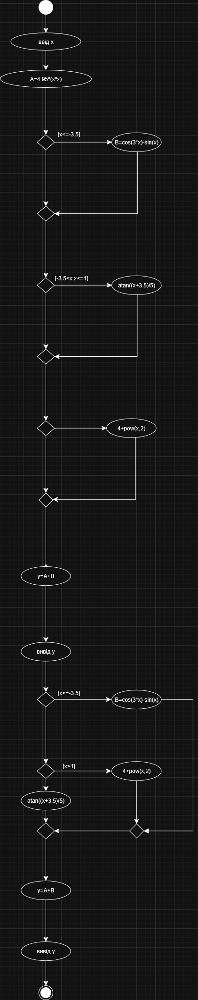 ввід x
A=4.95*(x*x)
[x<=-3.5]
B=cos(3*x)-sin(x)
[-3.5<x;x<=1]
atan((x+3.5)/5)
4+pow(x,2)
y=A+B
вивід y
[x<=-3.5]
B=cos(3*x)-sin(x)
[x>1]
4+pow(x,2)
atan((x+3.5)/5)
y=A+B
вивід y